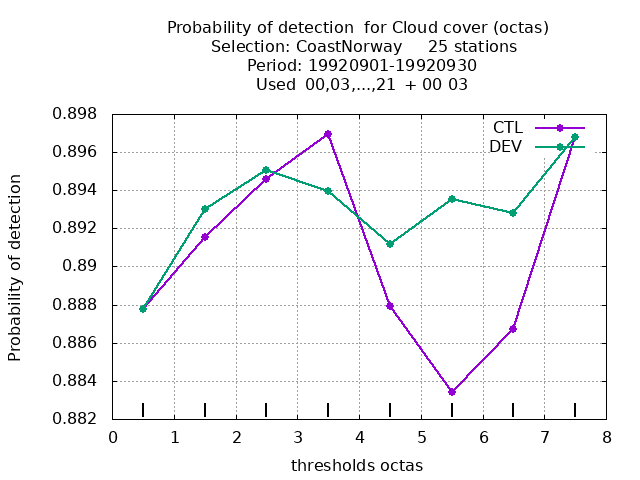 Probability of detection  for Cloud cover (octas)
Selection: CoastNorway     25 stations
Period: 19920901-19920930
Used  00,03,...,21 + 00 03
CTL
DEV
0.898
0.896
0.894
0.892
0.89
0.888
0.886
0.884
0.882
Probability of detection
0 1 2 3 4 5 6 7 8
thresholds octas